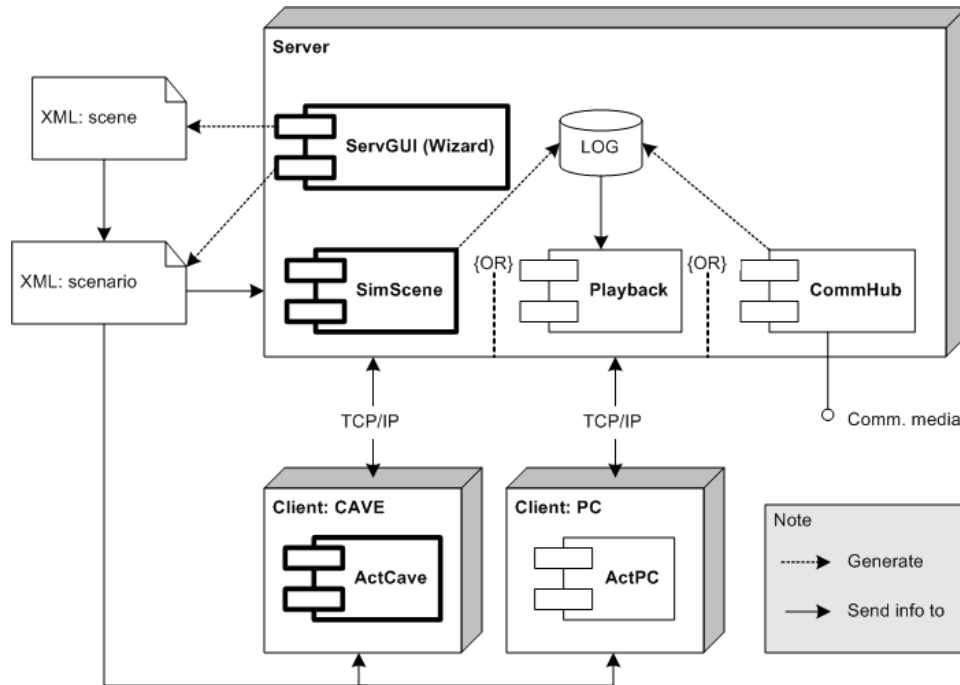 Server
XML: scene
ServGUI (Wizard)
LOG
XML: scenario
{OR}
{OR}
SimScene
Playback
CommHub
TCP/IP
TCP/IP
Comm. media
Client: CAVE
Client: PC
Note
ActCave
ActPC
Generate
Send info to